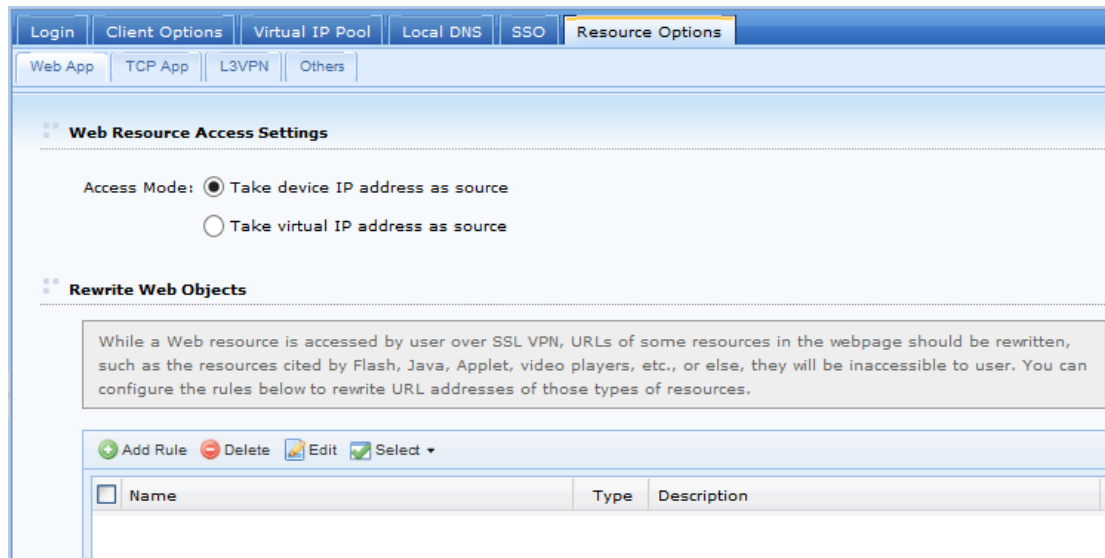 Login Client Options Virtual IP Pool Local DNS SSO Resource Options
Web App TCP App L3VPN Others
Web Resource Access Settings
Access Mode: Take device IP address as source
Take virtual IP address as source
Rewrite Web Objects
While a Web resource is accessed by user over SSL VPN, URLs of some resources in the webpage should be rewritten,
such as the resources cited by Flash, Java, Applet, video players, etc., or else, they will be inaccessible to user. You can
configure the rules below to rewrite URL addresses of those types of resources.
Add Rule Delete Edit Select
Name Type Description